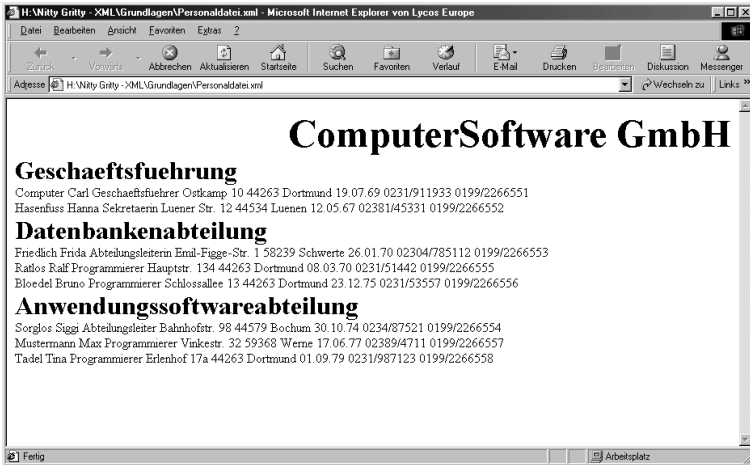 H:\Nitty Gritty - XML\Grundlagen\Personaldatei.xml - Microsoft Internet Explorer von Lycos Europe
Datei Bearbeiten Ansicht Favoriten Extras ?
Zurück Vorwärts Abbrechen Aktualisieren Startseite Suchen Favoriten Verlauf E-Mail Drucken Bearbeiten Diskussion Messenger
Adresse H:\Nitty Gritty - XML\Grundlagen\Personaldatei.xml Wechseln zu Links »
ComputerSoftware GmbH
Geschaeftsfuehrung
Computer Carl Geschaeftsfuehrer Ostkamp 10 44263 Dortmund 19.07.69 0231/911933 0199/2266551
Hasenfuss Hanna Sekretaerin Luener Str. 12 44534 Luenen 12.05.67 02381/45331 0199/2266552
Datenbankenabteilung
Friedlich Frida Abteilungsleiterin Emil-Figge-Str. 1 58239 Schwerte 26.01.70 02304/785112 0199/2266553
Ratlos Ralf Programmierer Hauptstr. 134 44263 Dortmund 08.03.70 0231/51442 0199/2266555
Bloedel Bruno Programmierer Schlossallee 13 44263 Dortmund 23.12.75 0231/53557 0199/2266556
Anwendungssoftwareabteilung
Sorglos Siggi Abteilungsleiter Bahnhofstr. 98 44579 Bochum 30.10.74 0234/87521 0199/2266554
Mustermann Max Programmierer Vinkestr. 32 59368 Werne 17.06.77 02389/4711 0199/2266557
Tadel Tina Programmierer Erlenhof 17a 44263 Dortmund 01.09.79 0231/987123 0199/2266558
Fertig Arbeitsplatz